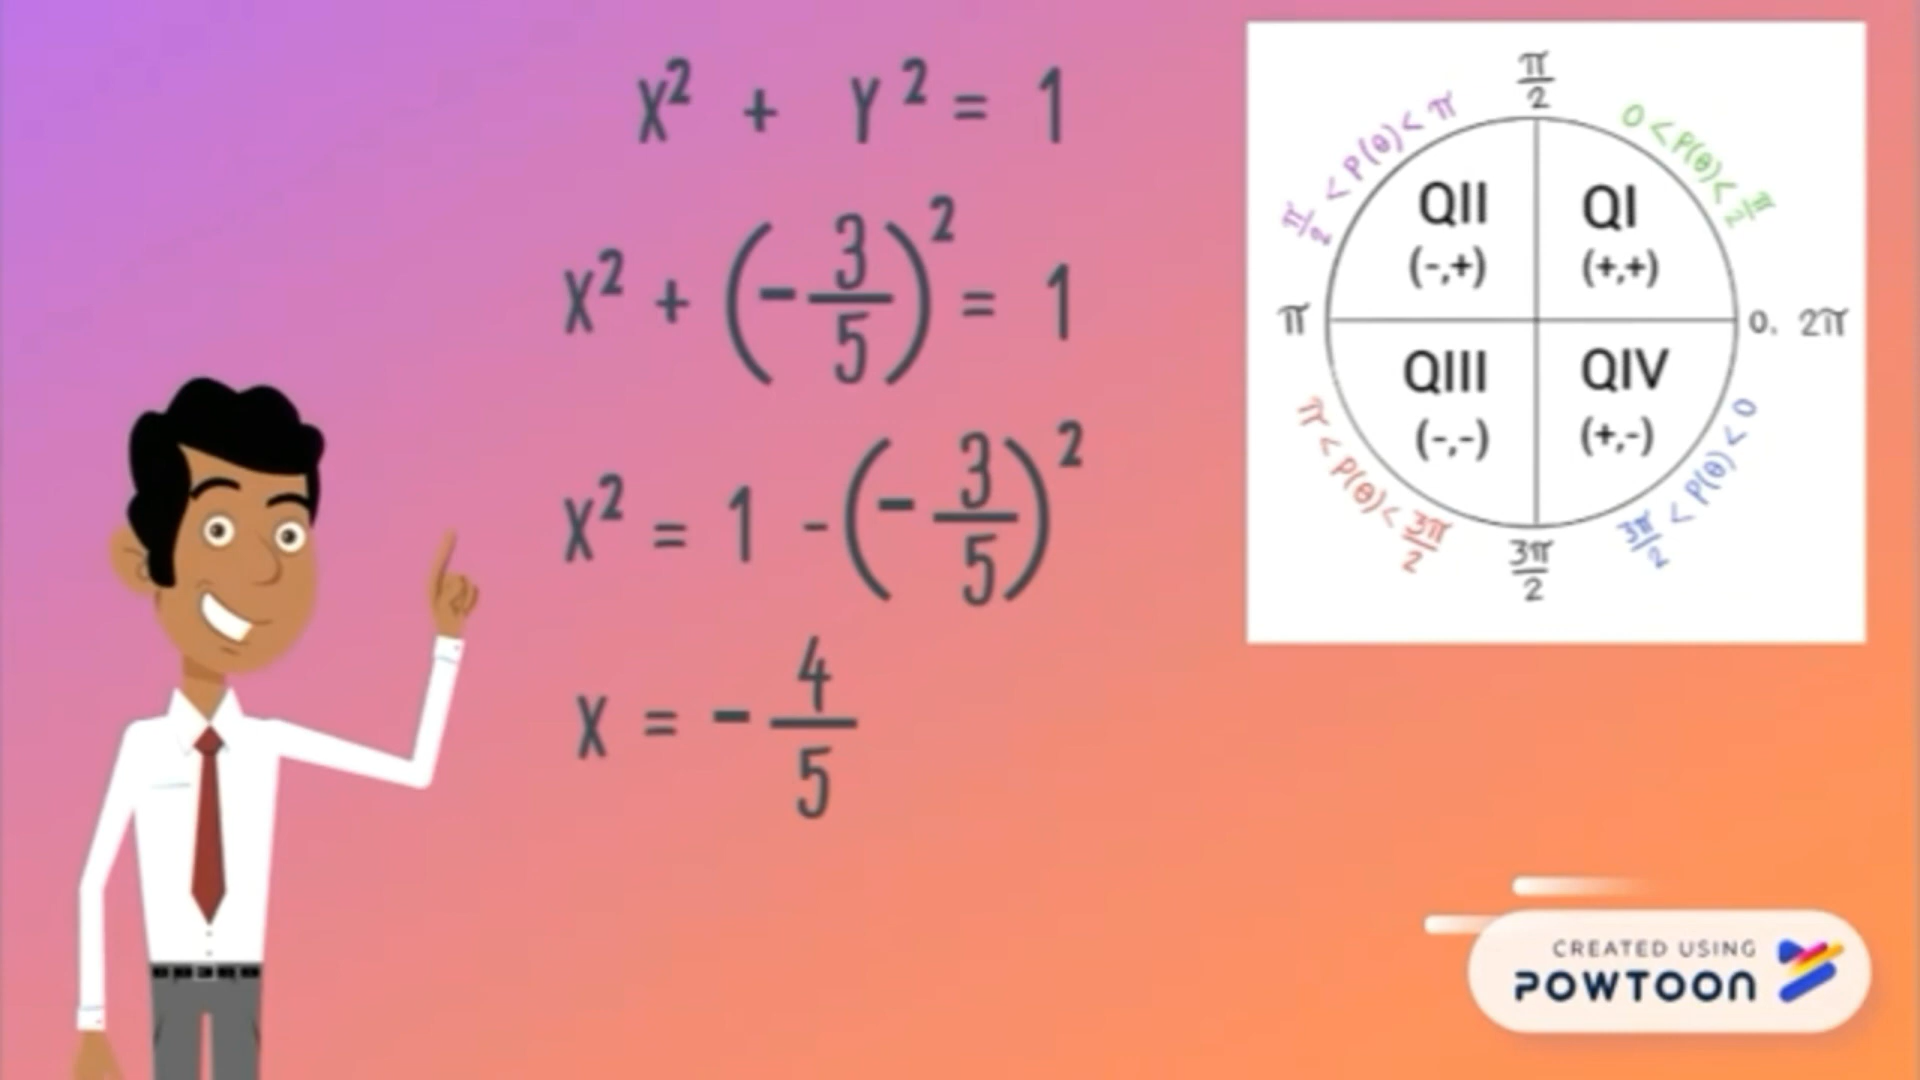 X² + Y² = 1
X² + (-3/5)² = 1
X² = 1 - (-3/5)²
X = -4/5
π/2
π/2 < P(θ) < π
0 < P(θ) < π/2
QII
QI
(-,+)
(+,+)
π
0. 2π
QIII
QIV
(-,-)
(+,-)
π < P(θ) < 3π/2
3π/2 < P(θ) < 0
3π/2
CREATED USING
POWTOON